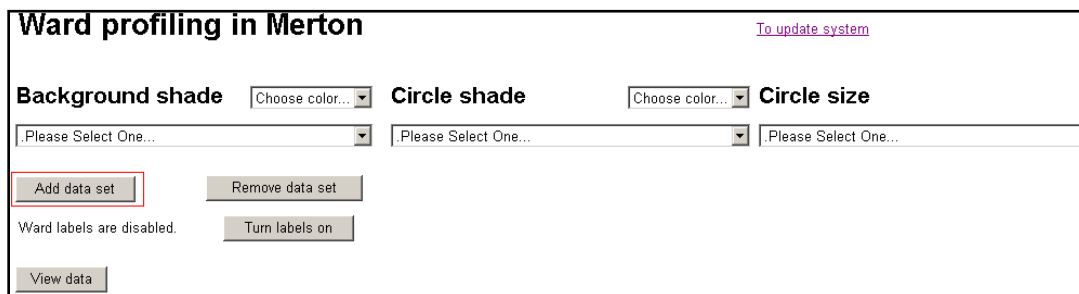 Ward profiling in Merton
To update system
Background shade
Choose color...
Circle shade
Choose color...
Circle size
.Please Select One...
.Please Select One...
.Please Select One...
Add data set
Remove data set
Ward labels are disabled.
Turn labels on
View data